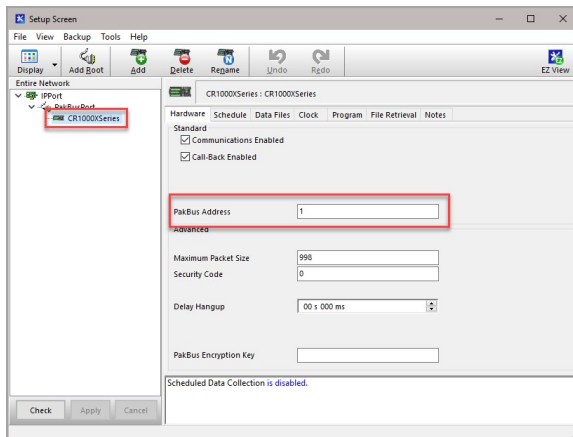 Setup Screen
File View Backup Tools Help
Display Add Root Add Delete Rename Undo Redo EZ View
Entire Network
IPPort
PakBusPort
CR1000XSeries
CR1000XSeries : CR1000XSeries
Hardware Schedule Data Files Clock Program File Retrieval Notes
Standard
Communications Enabled
Call-Back Enabled
PakBus Address 1
Advanced
Maximum Packet Size 998
Security Code 0
Delay Hangup 00 s 000 ms
PakBus Encryption Key
Scheduled Data Collection is disabled.
Check Apply Cancel